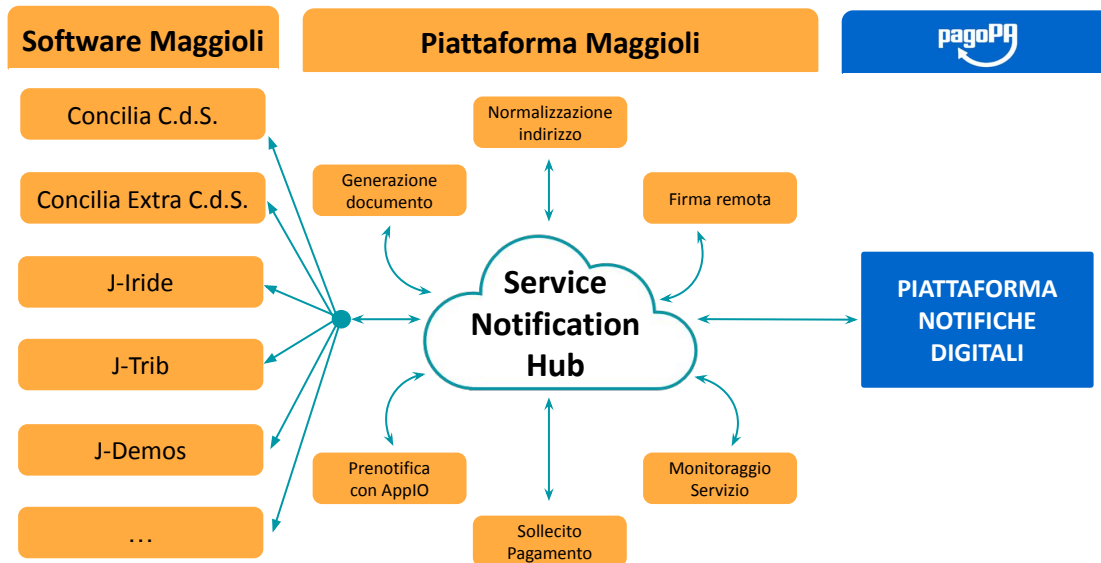 Software Maggioli
Piattaforma Maggioli
pagoPA
Concilia C.d.S.
Concilia Extra C.d.S.
J-Iride
J-Trib
J-Demos
...
Normalizzazione
indirizzo
Generazione
documento
Firma remota
Service
Notification
Hub
Prenotifica
con AppIO
Sollecito
Pagamento
Monitoraggio
Servizio
PIATTAFORMA
NOTIFICHE
DIGITALI